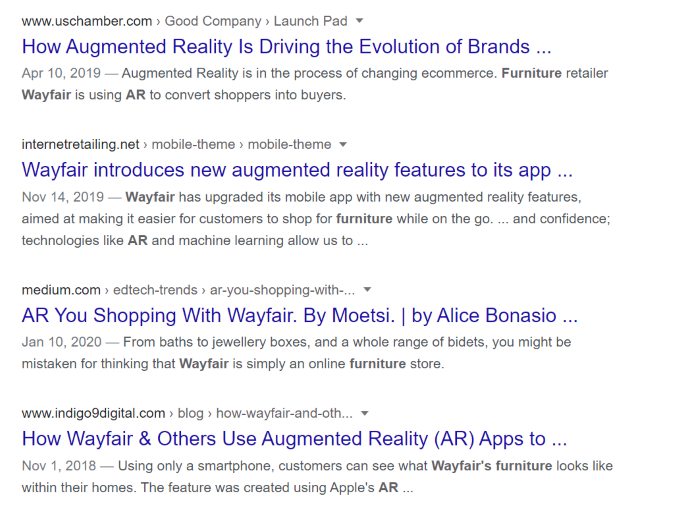 www.uschamber.com › Good Company › Launch Pad
How Augmented Reality Is Driving the Evolution of Brands ...
Apr 10, 2019 — Augmented Reality is in the process of changing ecommerce. Furniture retailer
Wayfair is using AR to convert shoppers into buyers.
internetretailing.net › mobile-theme › mobile-theme
Wayfair introduces new augmented reality features to its app ...
Nov 14, 2019 — Wayfair has upgraded its mobile app with new augmented reality features,
aimed at making it easier for customers to shop for furniture while on the go. ... and confidence;
technologies like AR and machine learning allow us to ...
medium.com › edtech-trends › ar-you-shopping-with-...
AR You Shopping With Wayfair. By Moetsi. | by Alice Bonasio ...
Jan 10, 2020 — From baths to jewellery boxes, and a whole range of bidets, you might be
mistaken for thinking that Wayfair is simply an online furniture store.
www.indigo9digital.com › blog › how-wayfair-and-oth...
How Wayfair & Others Use Augmented Reality (AR) Apps to ...
Nov 1, 2018 — Using only a smartphone, customers can see what Wayfair's furniture looks like
within their homes. The feature was created using Apple's AR ...